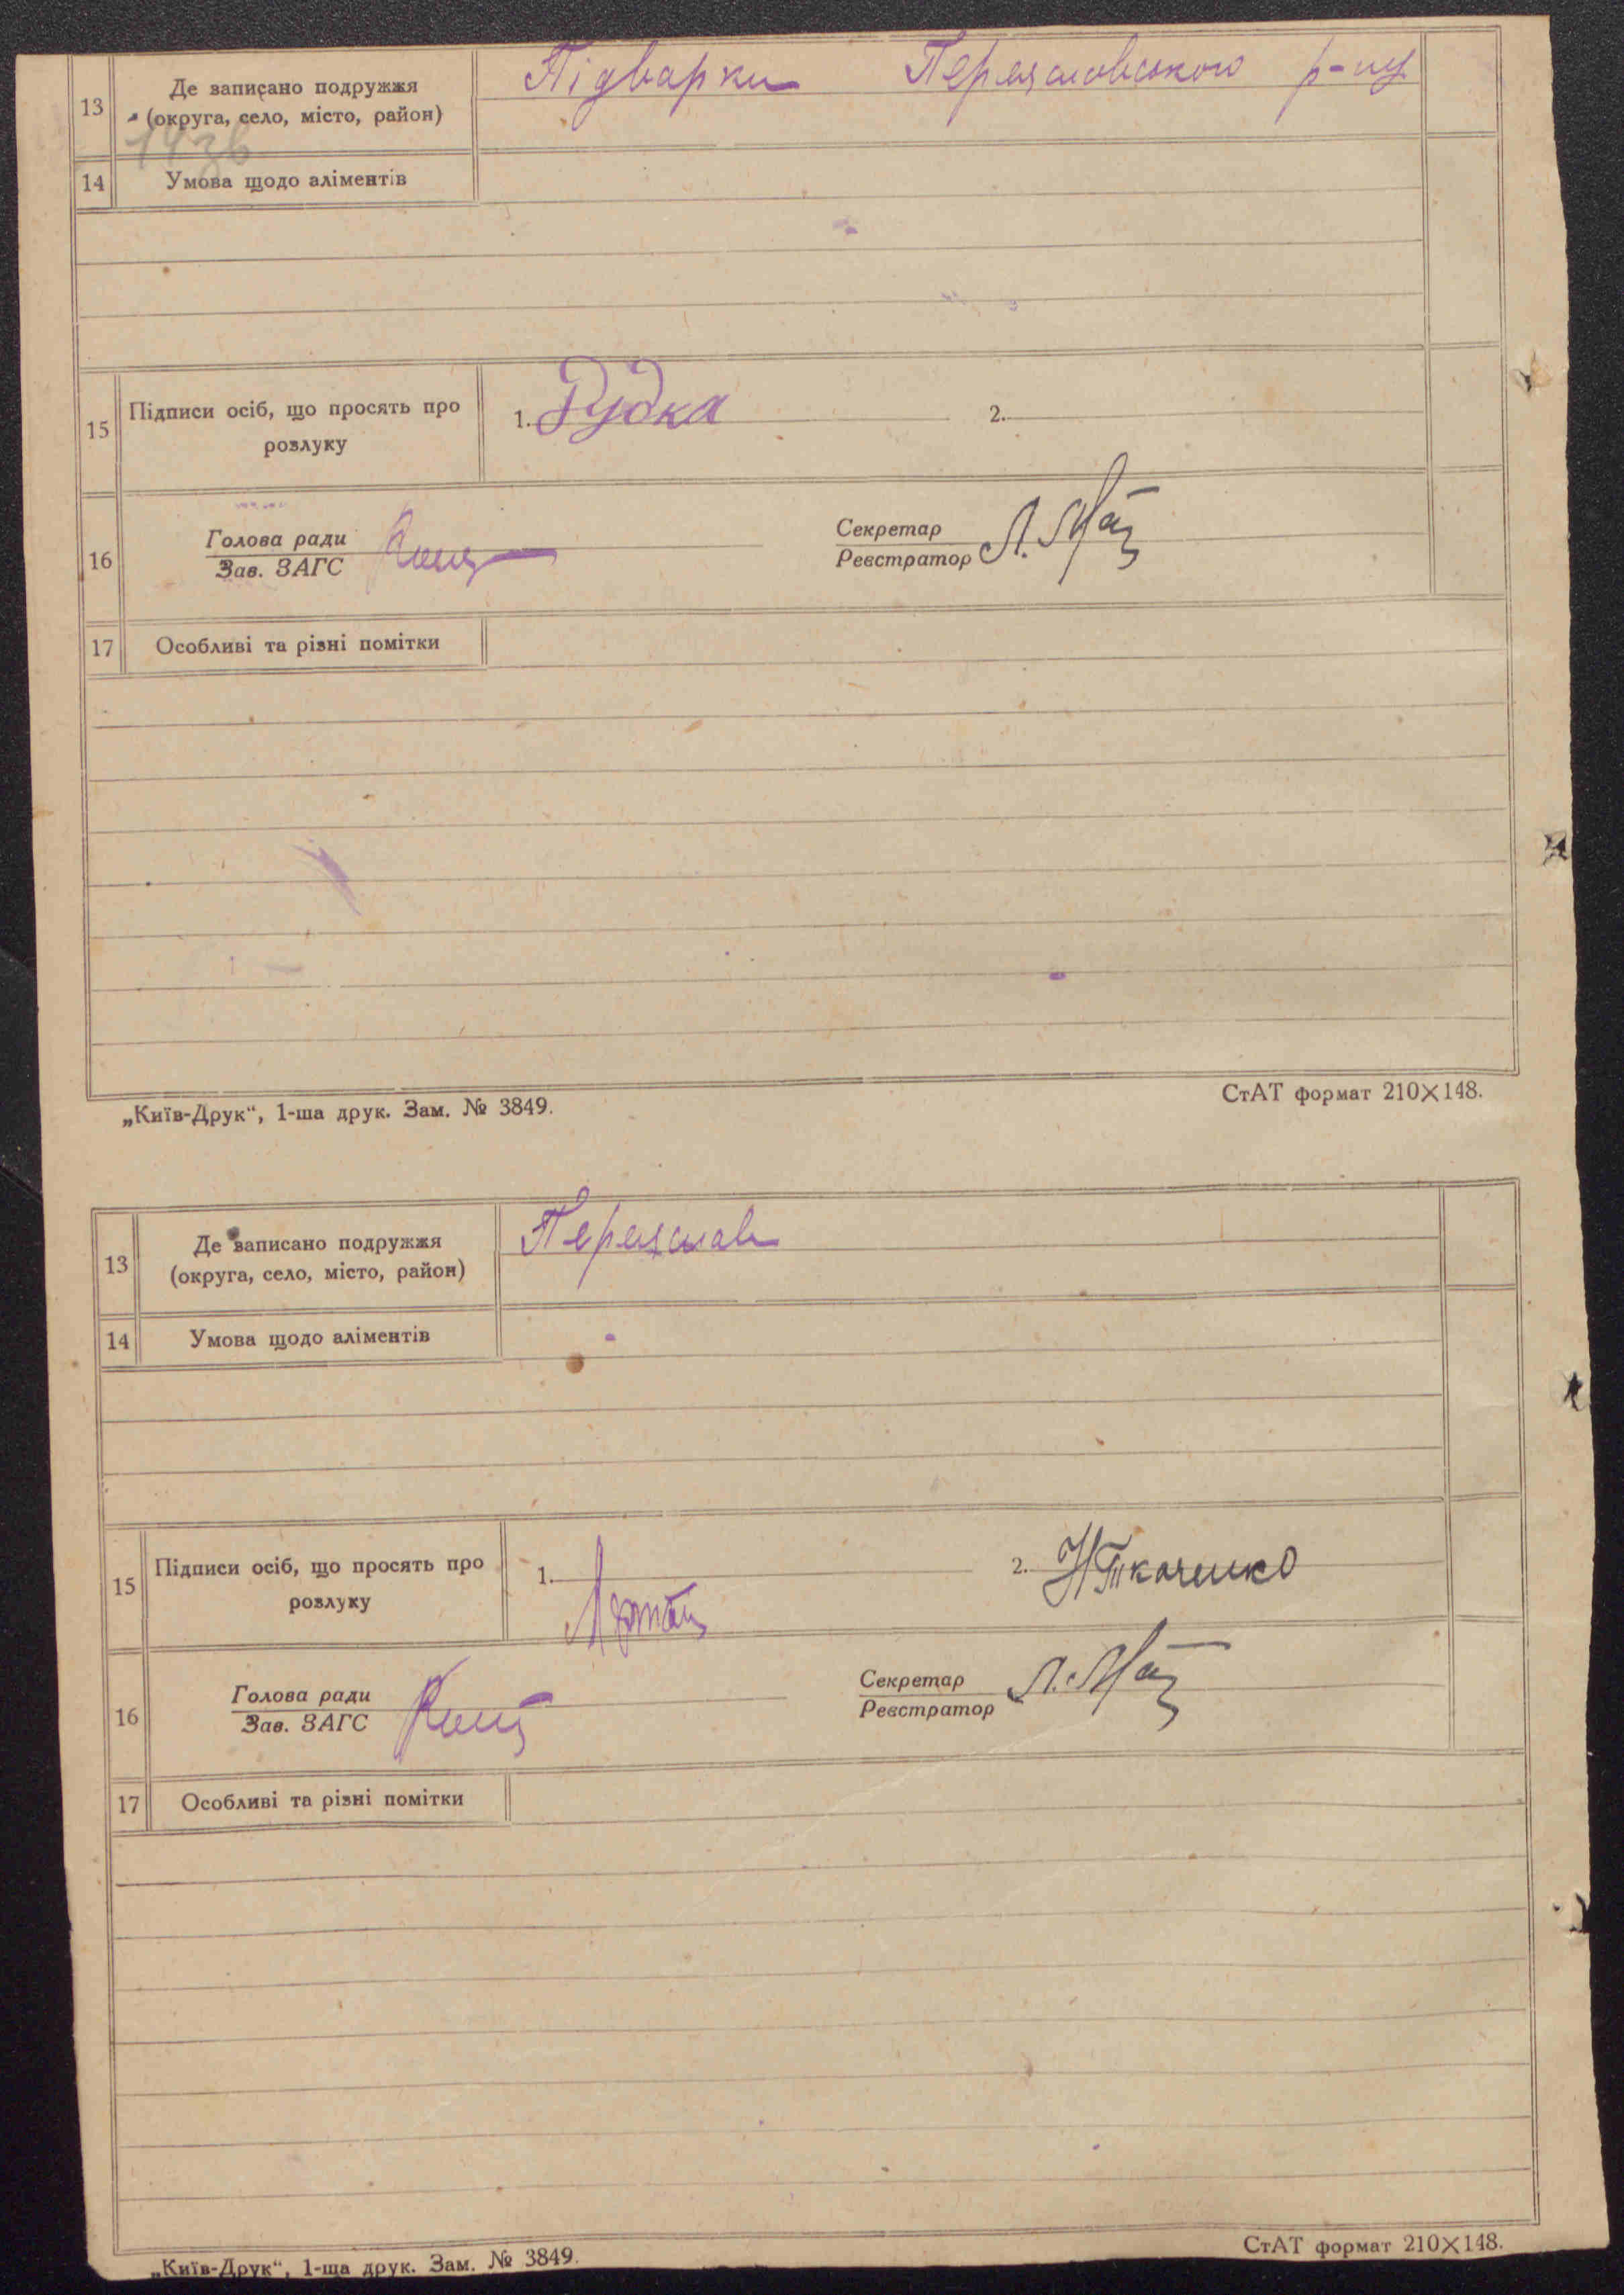 13 Де записано подружжя Підварки Переяславського р-ну
(округа, село, місто, район)
14 Умова щодо аліментів
15 Підписи осіб, що просять про розлуку 1. Рудка 2.
16 Голова ради Секретар
Зав. ЗАГС Реєстратор
17 Особливі та різні помітки
„Київ-Друк“, 1-ша друк. Зам. № 3849. СтАТ формат 210×148.
13 Де записано подружжя Переяслав
(округа, село, місто, район)
14 Умова щодо аліментів
15 Підписи осіб, що просять про розлуку 1. 2. Н Ткаченко
16 Голова ради Секретар
Зав. ЗАГС Реєстратор
17 Особливі та різні помітки
„Київ-Друк“, 1-ша друк. Зам. № 3849. СтАТ формат 210×148.